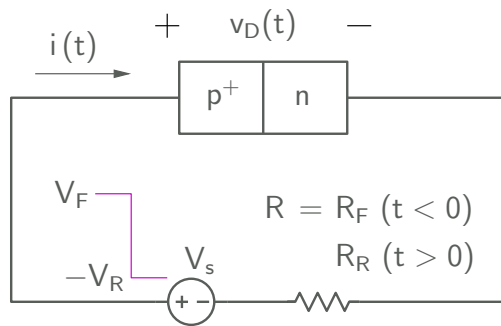 + v_D(t) −
i(t)
p⁺ n
V_F
R = R_F (t < 0)
R_R (t > 0)
−V_R
V_s
+ −